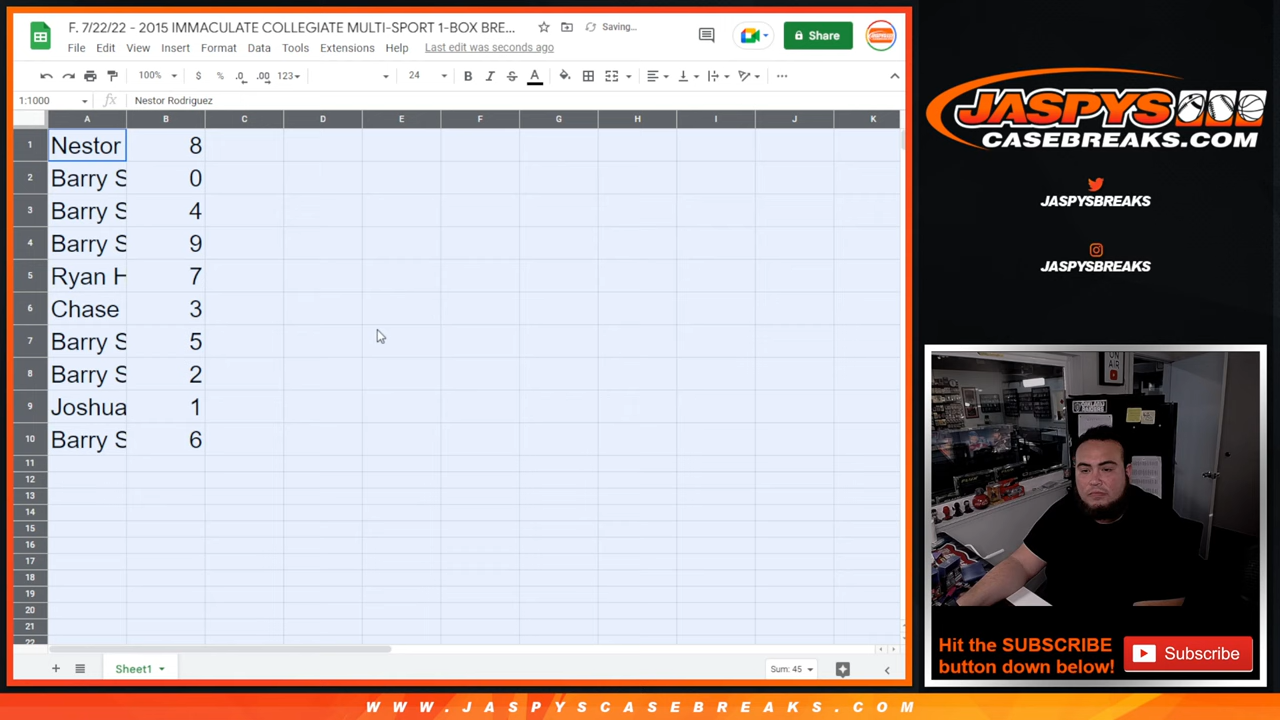 F. 7/22/22 - 2015 IMMACULATE COLLEGIATE MULTI-SPORT 1-BOX BRE...
Saving...
Share
File Edit View Insert Format Data Tools Extensions Help Last edit was seconds ago
100% $ % .0 .00 123 24 B I S A
1:1000 fx Nestor Rodriguez
A B C D E F G H I J K
1 Nestor 8
2 Barry S 0
3 Barry S 4
4 Barry S 9
5 Ryan H 7
6 Chase 3
7 Barry S 5
8 Barry S 2
9 Joshua 1
10 Barry S 6
11
12
13
14
15
16
17
18
19
20
21
22
Sheet1
Sum: 45
JASPYS
CASEBREAKS.COM
JASPYSBREAKS
JASPYSBREAKS
ON AIR
Hit the SUBSCRIBE
button down below!
Subscribe
WWW.JASPYSCASEBREAKS.COM